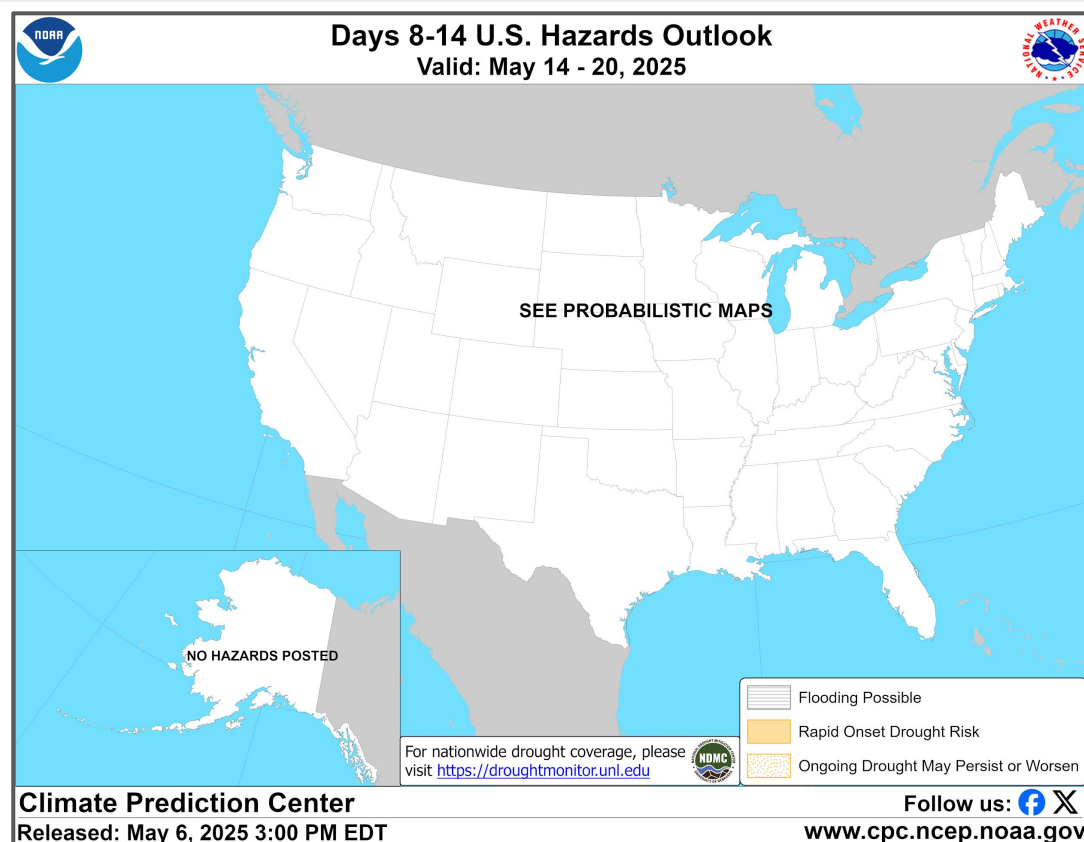 NOAA
Days 8-14 U.S. Hazards Outlook
Valid: May 14 - 20, 2025
NATIONAL WEATHER SERVICE
SEE PROBABILISTIC MAPS
NO HAZARDS POSTED
Flooding Possible
Rapid Onset Drought Risk
Ongoing Drought May Persist or Worsen
For nationwide drought coverage, please
visit https://droughtmonitor.unl.edu
NDMC
Climate Prediction Center
Follow us:
Released: May 6, 2025 3:00 PM EDT
www.cpc.ncep.noaa.gov